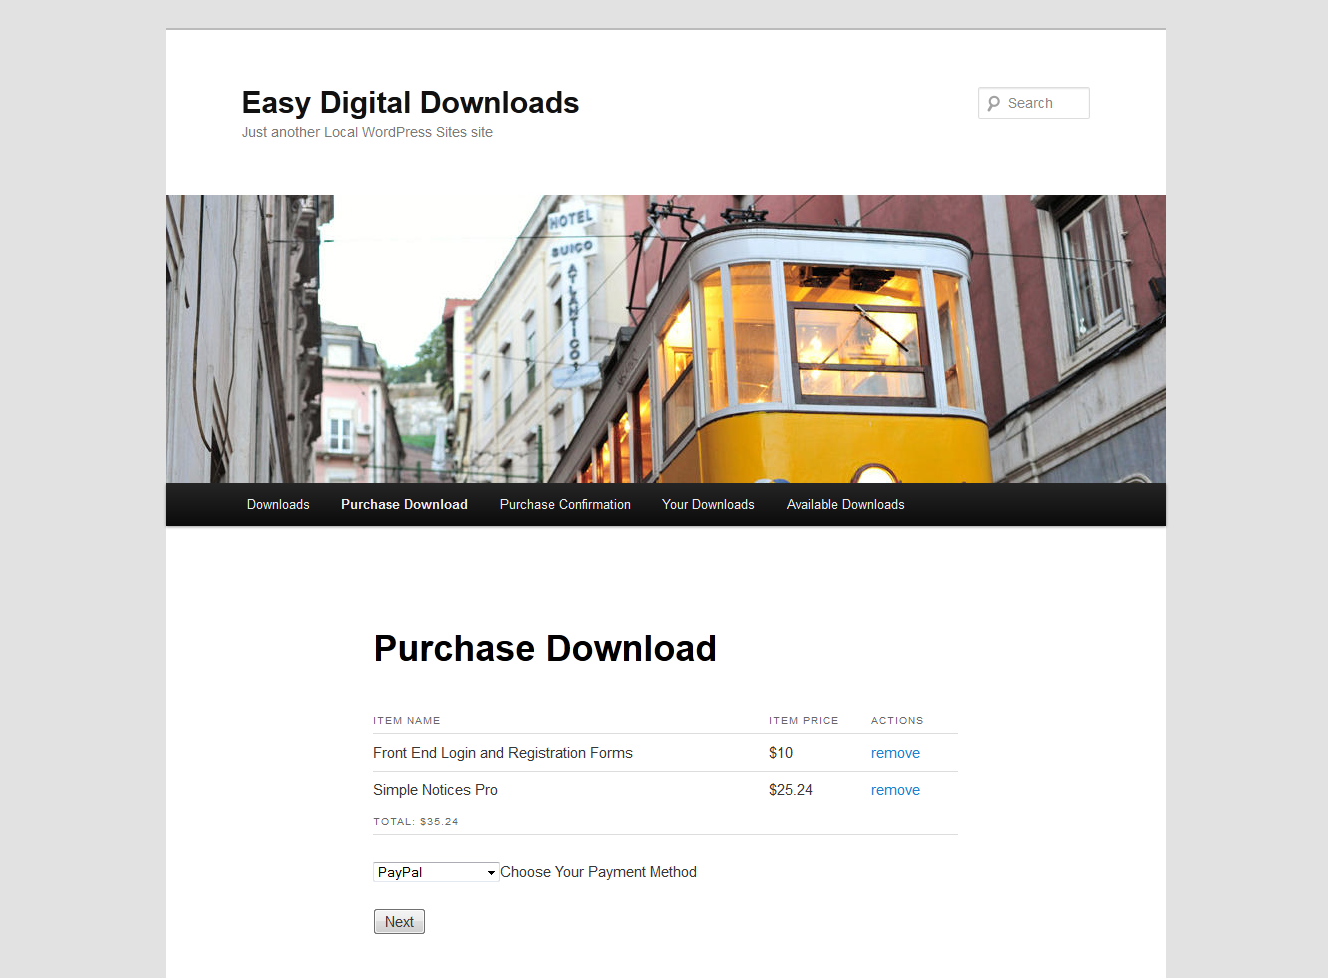 Easy Digital Downloads
Just another Local WordPress Sites site
Search
HOTEL
SUIÇO
ATLANTICO
Downloads Purchase Download Purchase Confirmation Your Downloads Available Downloads
Purchase Download
ITEM NAME ITEM PRICE ACTIONS
Front End Login and Registration Forms $10 remove
Simple Notices Pro $25.24 remove
TOTAL: $35.24
PayPal Choose Your Payment Method
Next